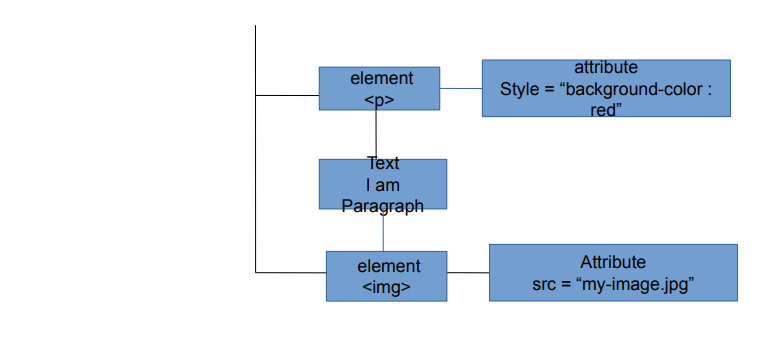 element
<p>
attribute
Style = “background-color :
red”
Text
I am
Paragraph
element
<img>
Attribute
src = “my-image.jpg”